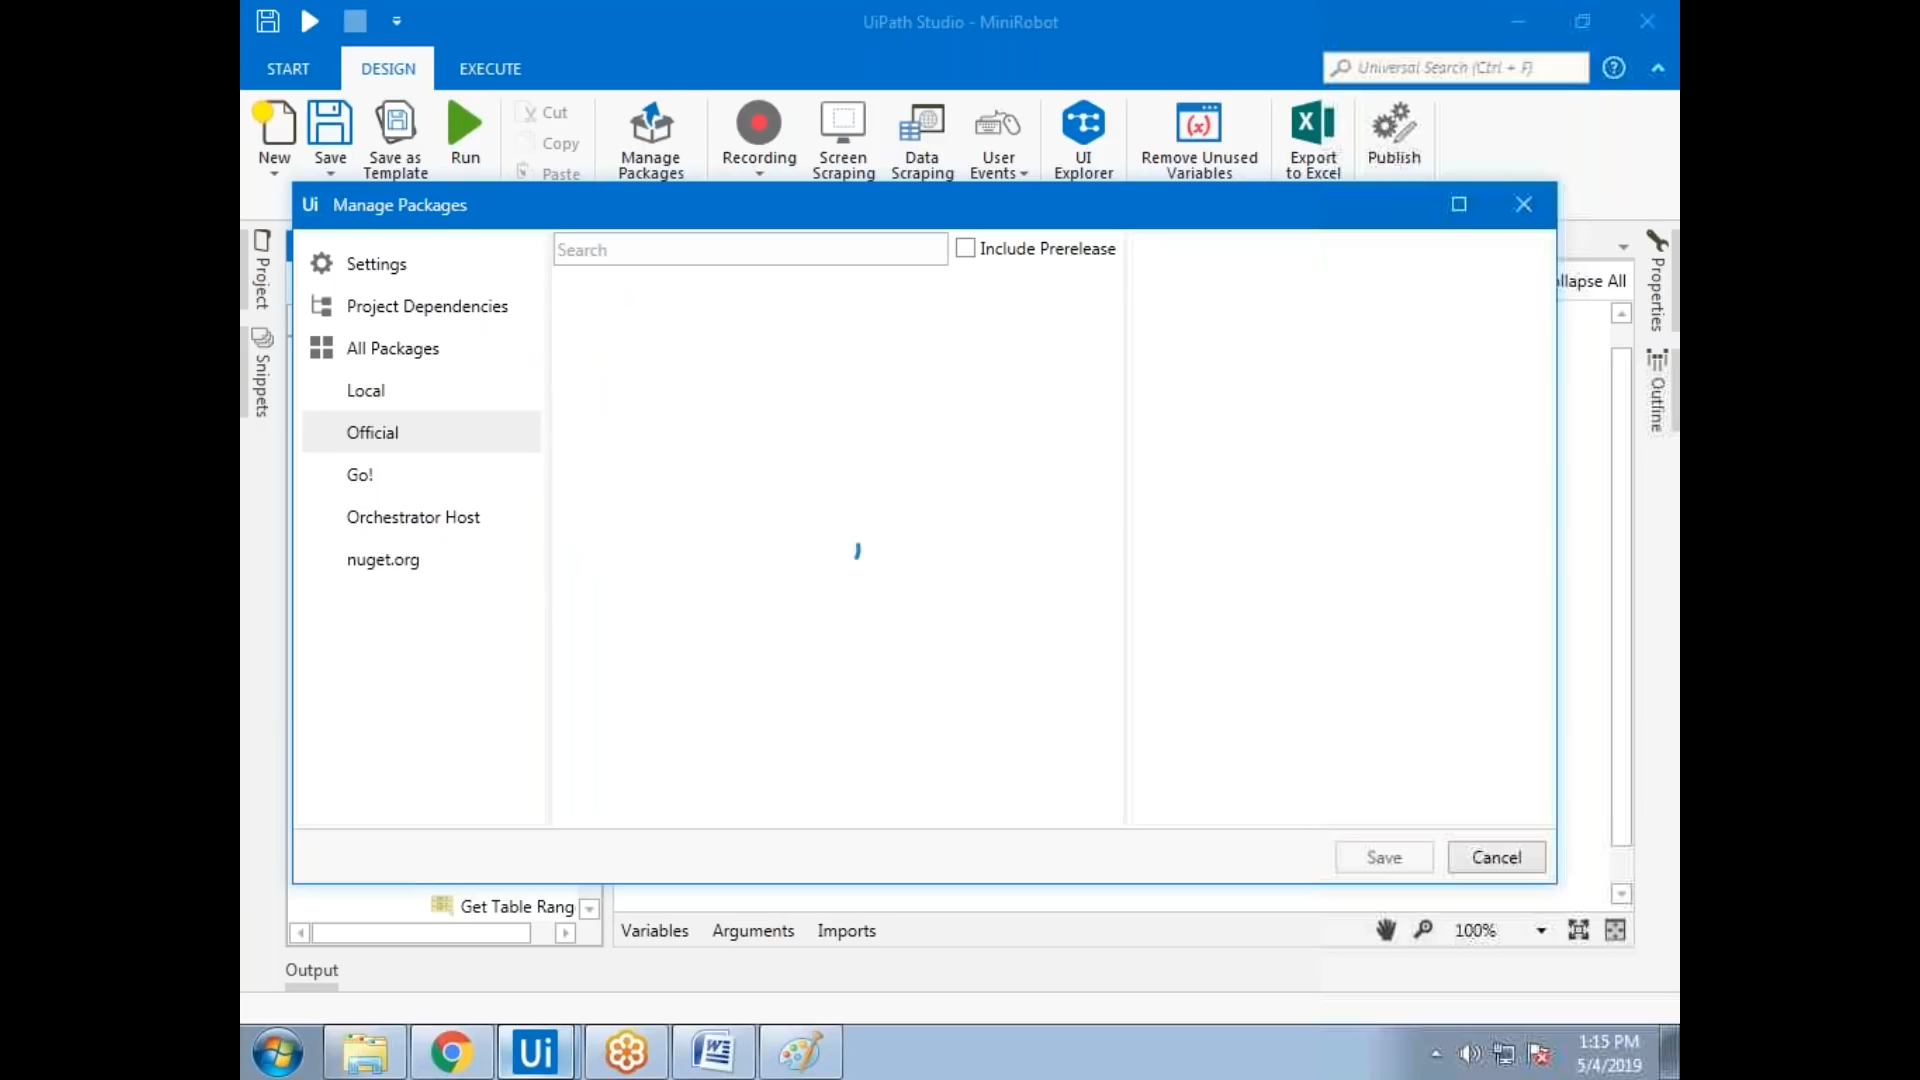 UiPath Studio - MiniRobot
START DESIGN EXECUTE
Universal Search (Ctrl + F)
New
Save
Save as
Template
Run
Cut
Copy
Paste
Manage
Packages
Recording
Screen
Scraping
Data
Scraping
User
Events
UI
Explorer
Remove Unused
Variables
Export
to Excel
Publish
Ui Manage Packages
Settings
Project Dependencies
All Packages
Local
Official
Go!
Orchestrator Host
nuget.org
Search
Include Prerelease
Save
Cancel
Project
Snippets
llapse All
Properties
Outline
Get Table Rang
Variables Arguments Imports
100%
Output
Ui
1:15 PM
5/4/2019